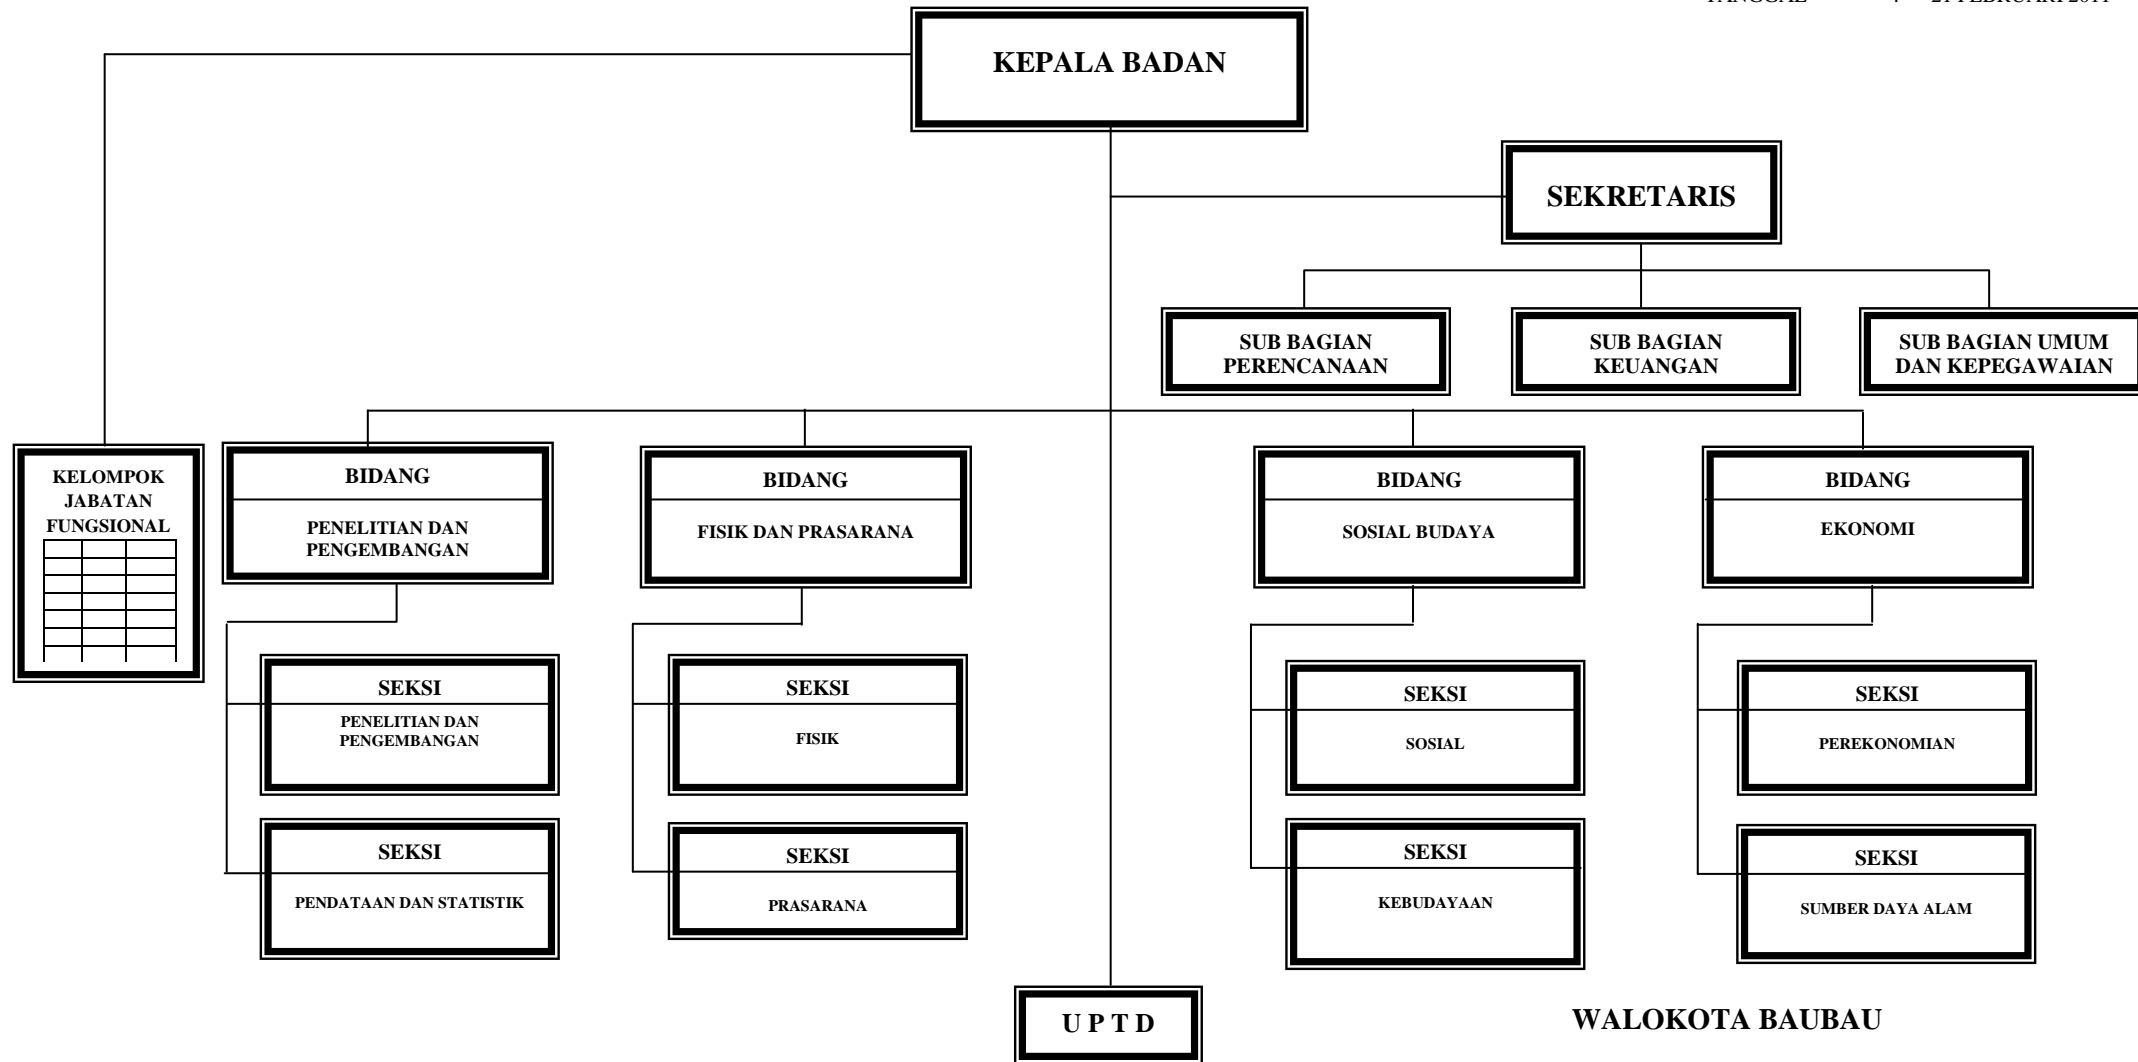 KEPALA BADAN
SEKRETARIS
SUB BAGIAN
PERENCANAAN
SUB BAGIAN
KEUANGAN
SUB BAGIAN UMUM
DAN KEPEGAWAIAN
KELOMPOK
JABATAN
FUNGSIONAL
BIDANG
PENELITIAN DAN
PENGEMBANGAN
BIDANG
FISIK DAN PRASARANA
BIDANG
SOSIAL BUDAYA
BIDANG
EKONOMI
SEKSI
PENELITIAN DAN
PENGEMBANGAN
SEKSI
FISIK
SEKSI
SOSIAL
SEKSI
PEREKONOMIAN
SEKSI
PENDATAAN DAN STATISTIK
SEKSI
PRASARANA
SEKSI
KEBUDAYAAN
SEKSI
SUMBER DAYA ALAM
U P T D
WALOKOTA BAUBAU